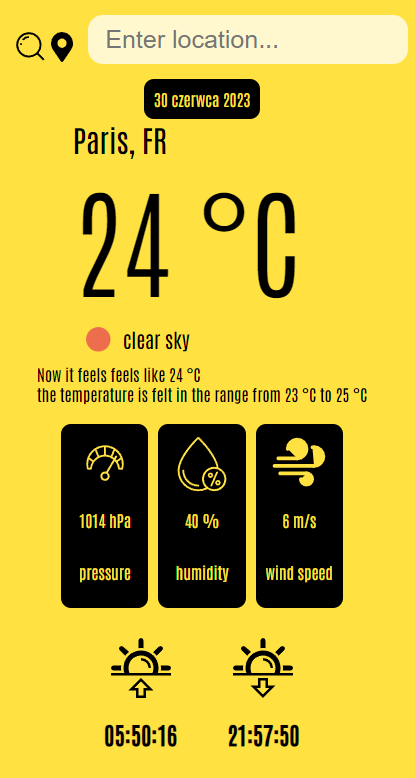 Enter location...
30 czerwca 2023
Paris, FR
24 °C
clear sky
Now it feels feels like 24 °C
the temperature is felt in the range from 23 °C to 25 °C
%
1014 hPa
40 %
6 m/s
pressure
humidity
wind speed
05:50:16
21:57:50